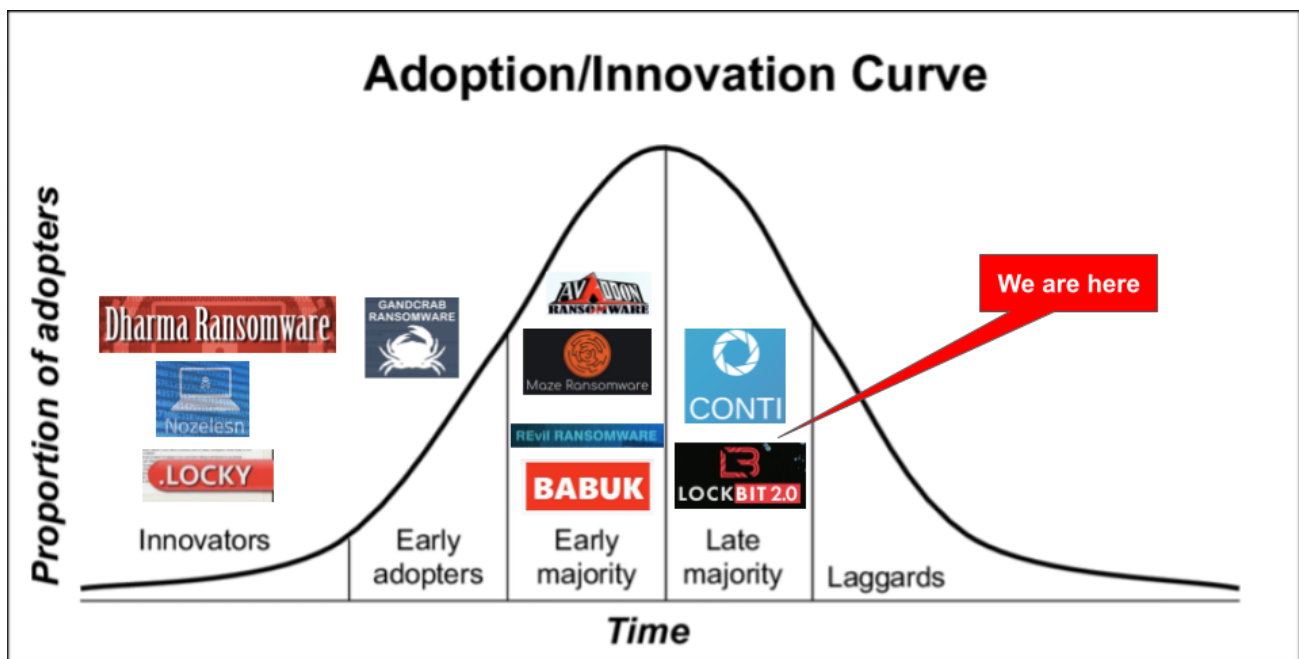 Adoption/Innovation Curve
Proportion of adopters
We are here
Dharma Ransomware
Nozelesn
.LOCKY
GANDCRAB
RANSOMWARE
AVADDON
RANSOMWARE
Maze Ransomware
REvil RANSOMWARE
BABUK
CONTI
LOCKBIT 2.0
Innovators
Early
adopters
Early
majority
Late
majority
Laggards
Time